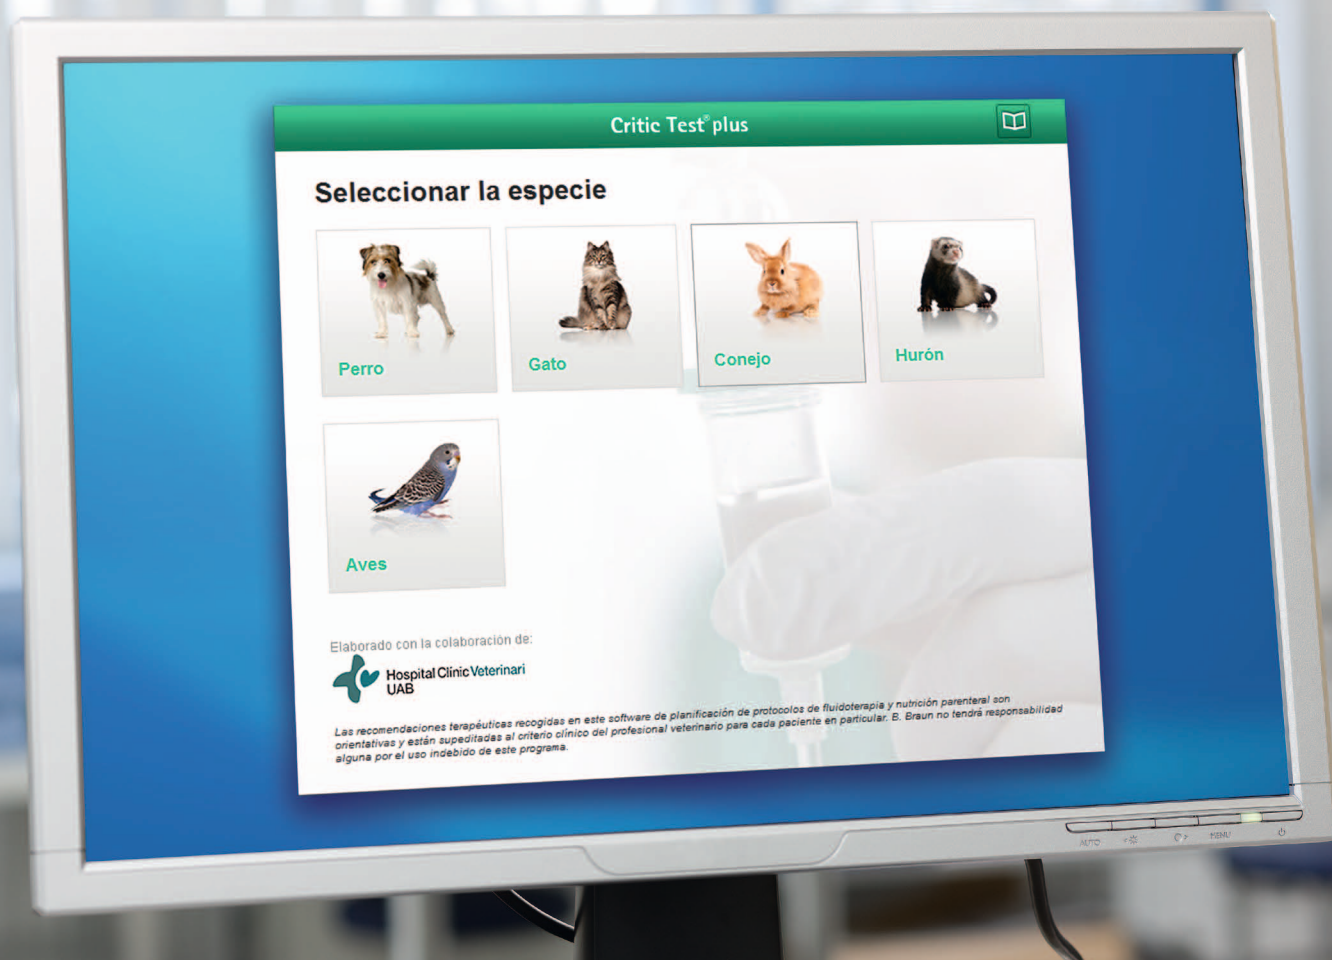 Critic Test® plus
Seleccionar la especie
Perro
Gato
Conejo
Hurón
Aves
Elaborado con la colaboración de:
Hospital Clínic Veterinari
UAB
Las recomendaciones terapéuticas recogidas en este software de planificación de protocolos de fluidoterapia y nutrición parenteral son
orientativas y están supeditadas al criterio clínico del profesional veterinario para cada paciente en particular. B. Braun no tendrá responsabilidad
alguna por el uso indebido de este programa.
AUTO
MENU